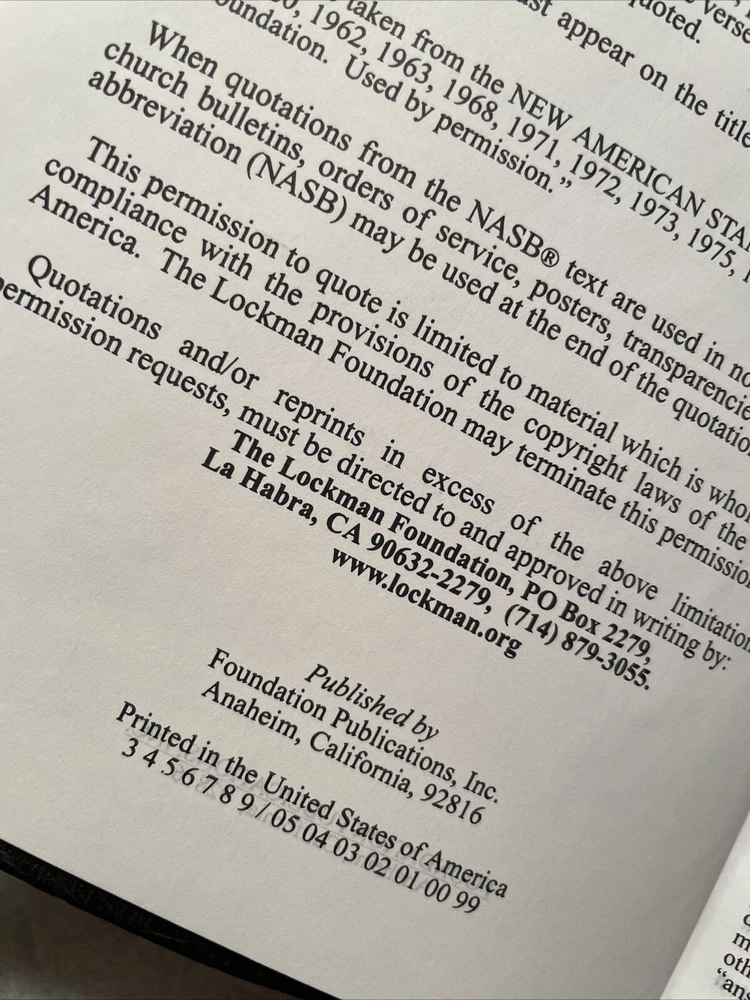 verse
quoted.
st appear on the title
taken from the NEW AMERICAN STA
0, 1962, 1963, 1968, 1971, 1972, 1973, 1975,
oundation. Used by permission.”
When quotations from the NASB® text are used in no
church bulletins, orders of service, posters, transparencie
abbreviation (NASB) may be used at the end of the quotatio
This permission to quote is limited to material which is who
compliance with the provisions of the copyright laws of the
America. The Lockman Foundation may terminate this permissio
Quotations and/or reprints in excess of the above limitation
permission requests, must be directed to and approved in writing by:
The Lockman Foundation, PO Box 2279,
La Habra, CA 90632-2279, (714) 879-3055.
www.lockman.org
Published by
Foundation Publications, Inc.
Anaheim, California, 92816
Printed in the United States of America
3 4 5 6 7 8 9 / 05 04 03 02 01 00 99
m
oth
“ans